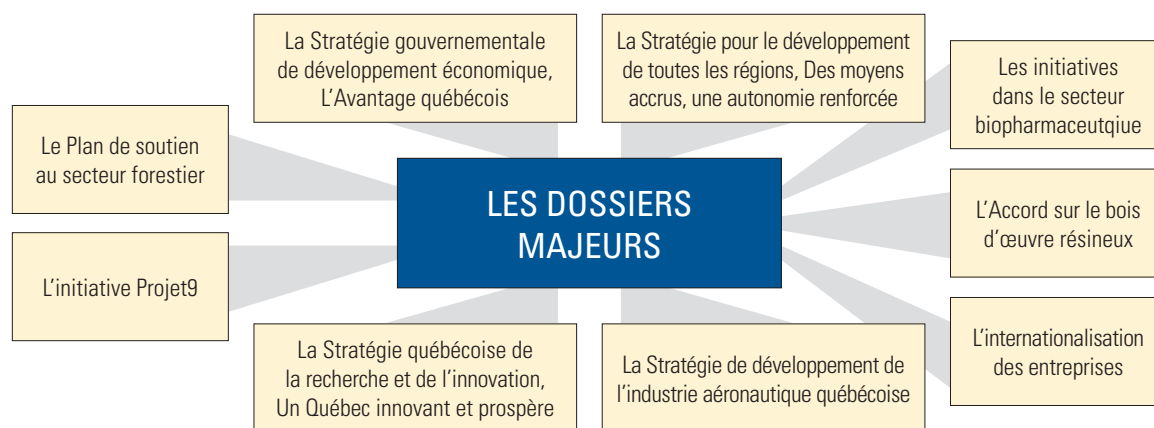 La Stratégie gouvernementale
de développement économique,
L'Avantage québécois
La Stratégie pour le développement
de toutes les régions, Des moyens
accrus, une autonomie renforcée
Les initiatives
dans le secteur
biopharmaceutqiue
Le Plan de soutien
au secteur forestier
LES DOSSIERS
MAJEURS
L'Accord sur le bois
d'œuvre résineux
L'initiative Projet9
L'internationalisation
des entreprises
La Stratégie québécoise de
la recherche et de l'innovation,
Un Québec innovant et prospère
La Stratégie de développement de
l'industrie aéronautique québécoise